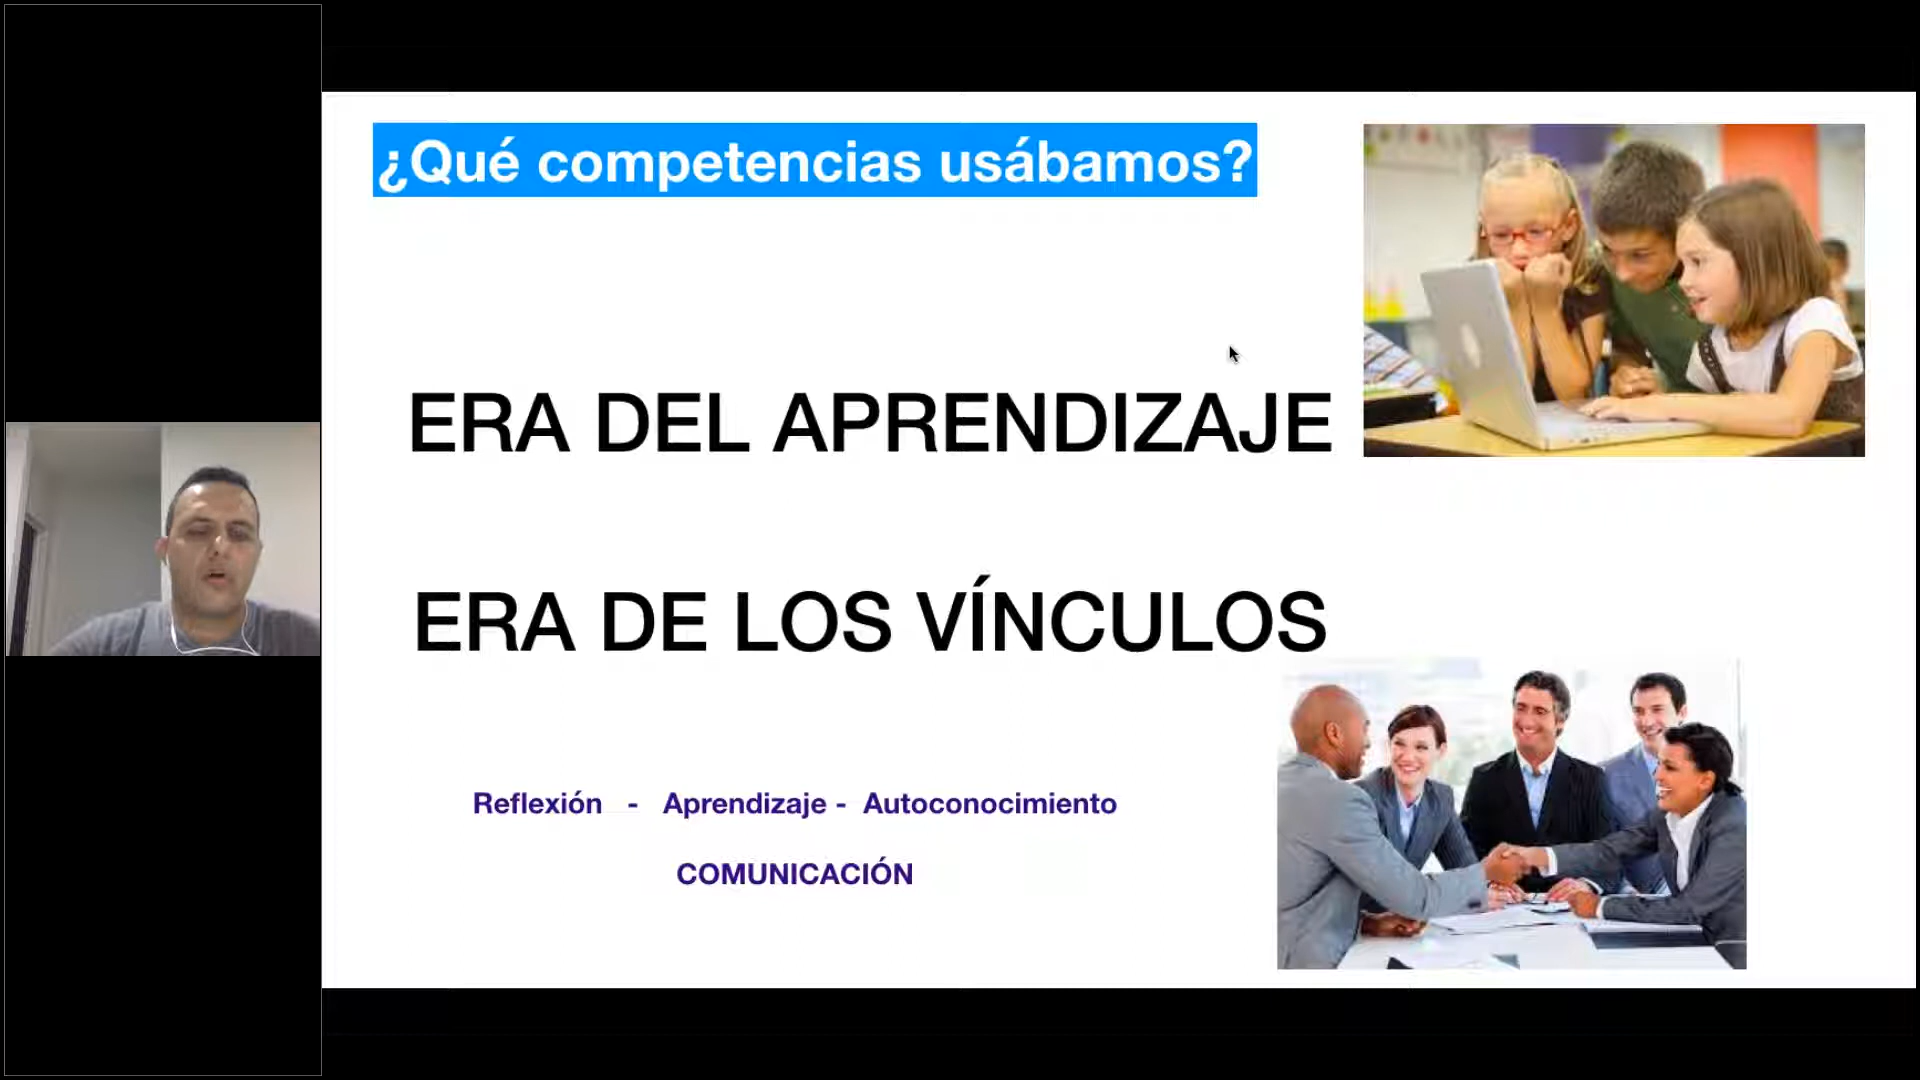 ¿Qué competencias usábamos?
ERA DEL APRENDIZAJE
ERA DE LOS VÍNCULOS
Reflexión - Aprendizaje - Autoconocimiento
COMUNICACIÓN